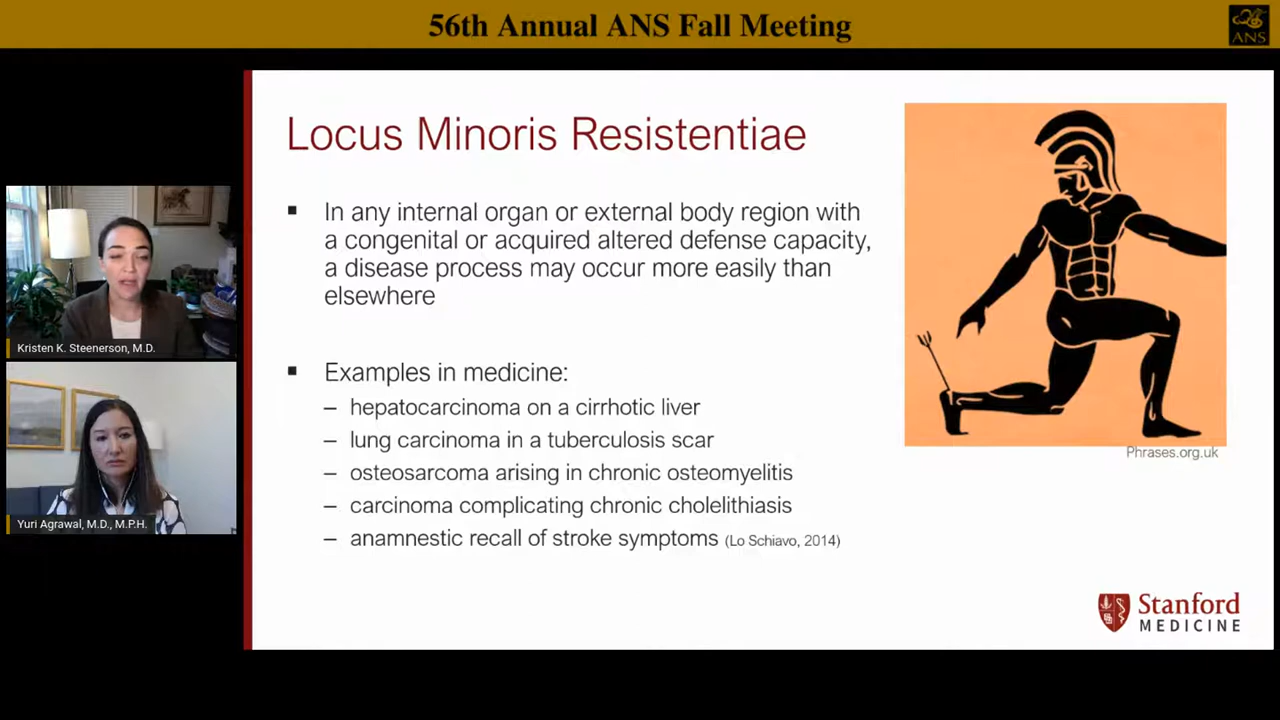 56th Annual ANS Fall Meeting
ANS
Locus Minoris Resistentiae
▪ In any internal organ or external body region with
a congenital or acquired altered defense capacity,
a disease process may occur more easily than
elsewhere
▪ Examples in medicine:
– hepatocarcinoma on a cirrhotic liver
– lung carcinoma in a tuberculosis scar
– osteosarcoma arising in chronic osteomyelitis
– carcinoma complicating chronic cholelithiasis
– anamnestic recall of stroke symptoms (Lo Schiavo, 2014)
Phrases.org.uk
Kristen K. Steenerson, M.D.
Yuri Agrawal, M.D., M.P.H.
Stanford
MEDICINE